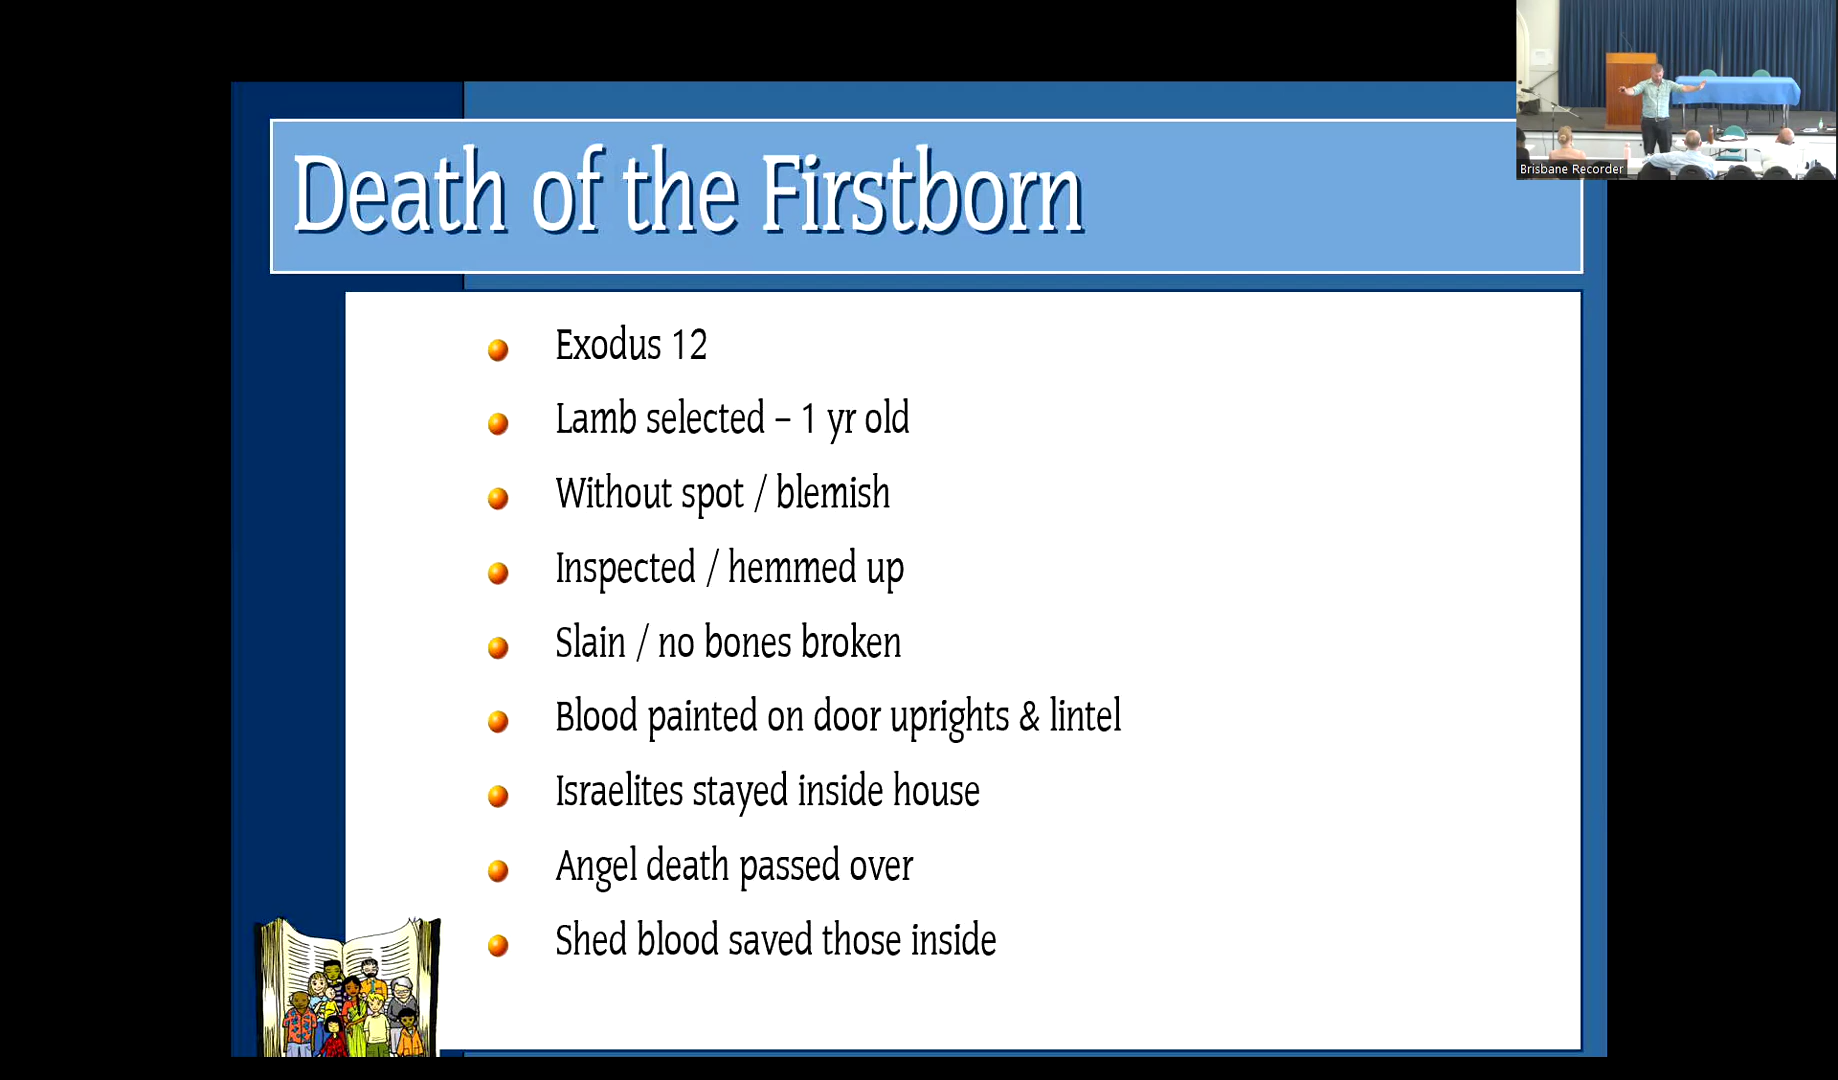 Death of the Firstborn
Brisbane Recorder
Exodus 12
Lamb selected – 1 yr old
Without spot / blemish
Inspected / hemmed up
Slain / no bones broken
Blood painted on door uprights & lintel
Israelites stayed inside house
Angel death passed over
Shed blood saved those inside